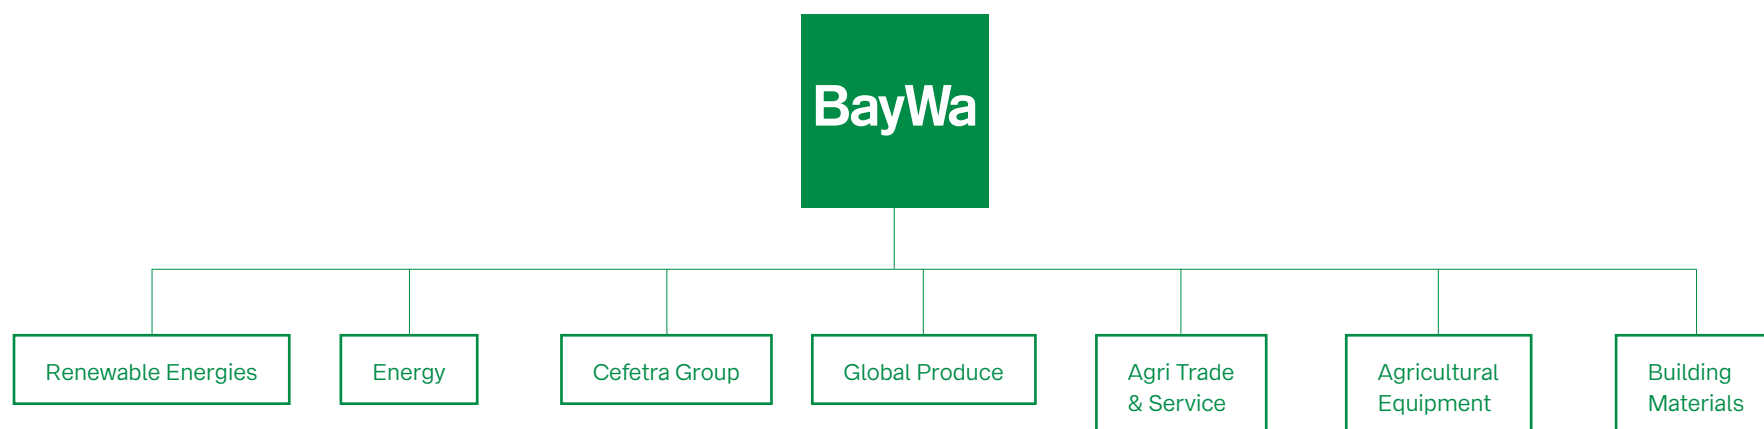 BayWa
Renewable Energies
Energy
Cefetra Group
Global Produce
Agri Trade
& Service
Agricultural
Equipment
Building
Materials